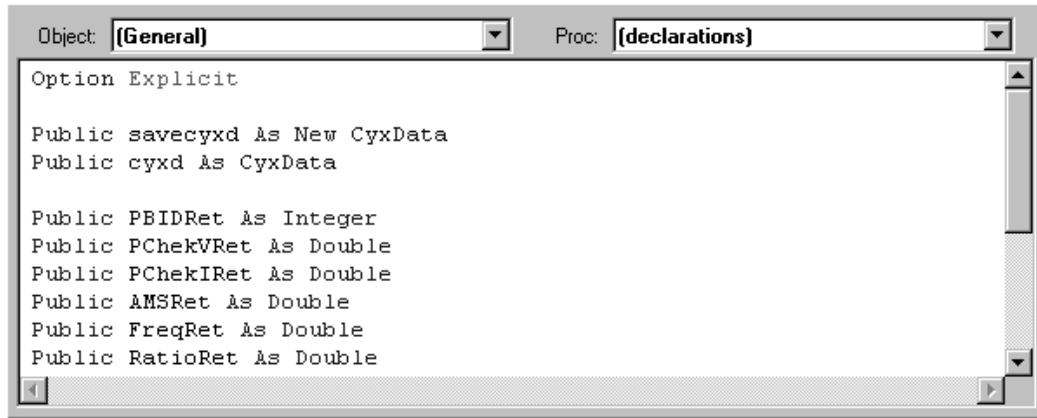 Object: (General) Proc: (declarations)
Option Explicit
Public savecyxd As New CyxData
Public cyxd As CyxData
Public PBIDRet As Integer
Public PChekVRet As Double
Public PChekIRet As Double
Public AMSRet As Double
Public FreqRet As Double
Public RatioRet As Double